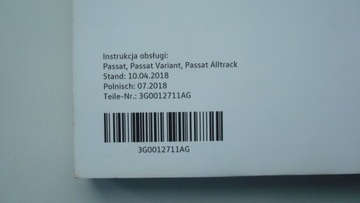 Instrukcja obsługi:
Passat, Passat Variant, Passat Alltrack
Stand: 10.04.2018
Polnisch: 07.2018
Teile-Nr.: 3G0012711AG
3G0012711AG